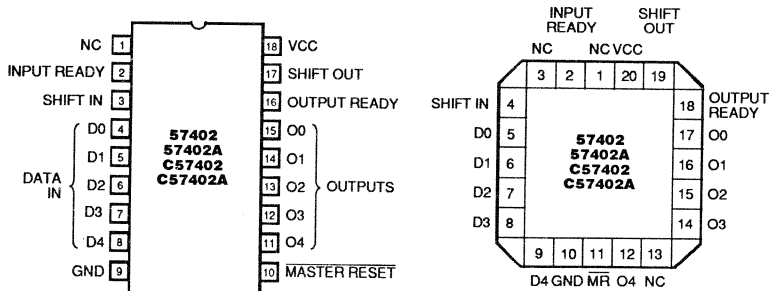 NC 1 18 VCC
INPUT READY 2 17 SHIFT OUT
SHIFT IN 3 16 OUTPUT READY
D0 4 15 O0
D1 5 14 O1
D2 6 13 O2
D3 7 12 O3
D4 8 11 O4
GND 9 10 MASTER RESET
DATA
IN
OUTPUTS
57402
57402A
C57402
C57402A
INPUT
READY
SHIFT
OUT
NC NC VCC
3 2 1 20 19
SHIFT IN 4 18 OUTPUT
READY
D0 5 17 O0
D1 6 16 O1
D2 7 15 O2
D3 8 14 O3
57402
57402A
C57402
C57402A
9 10 11 12 13
D4 GND MR O4 NC